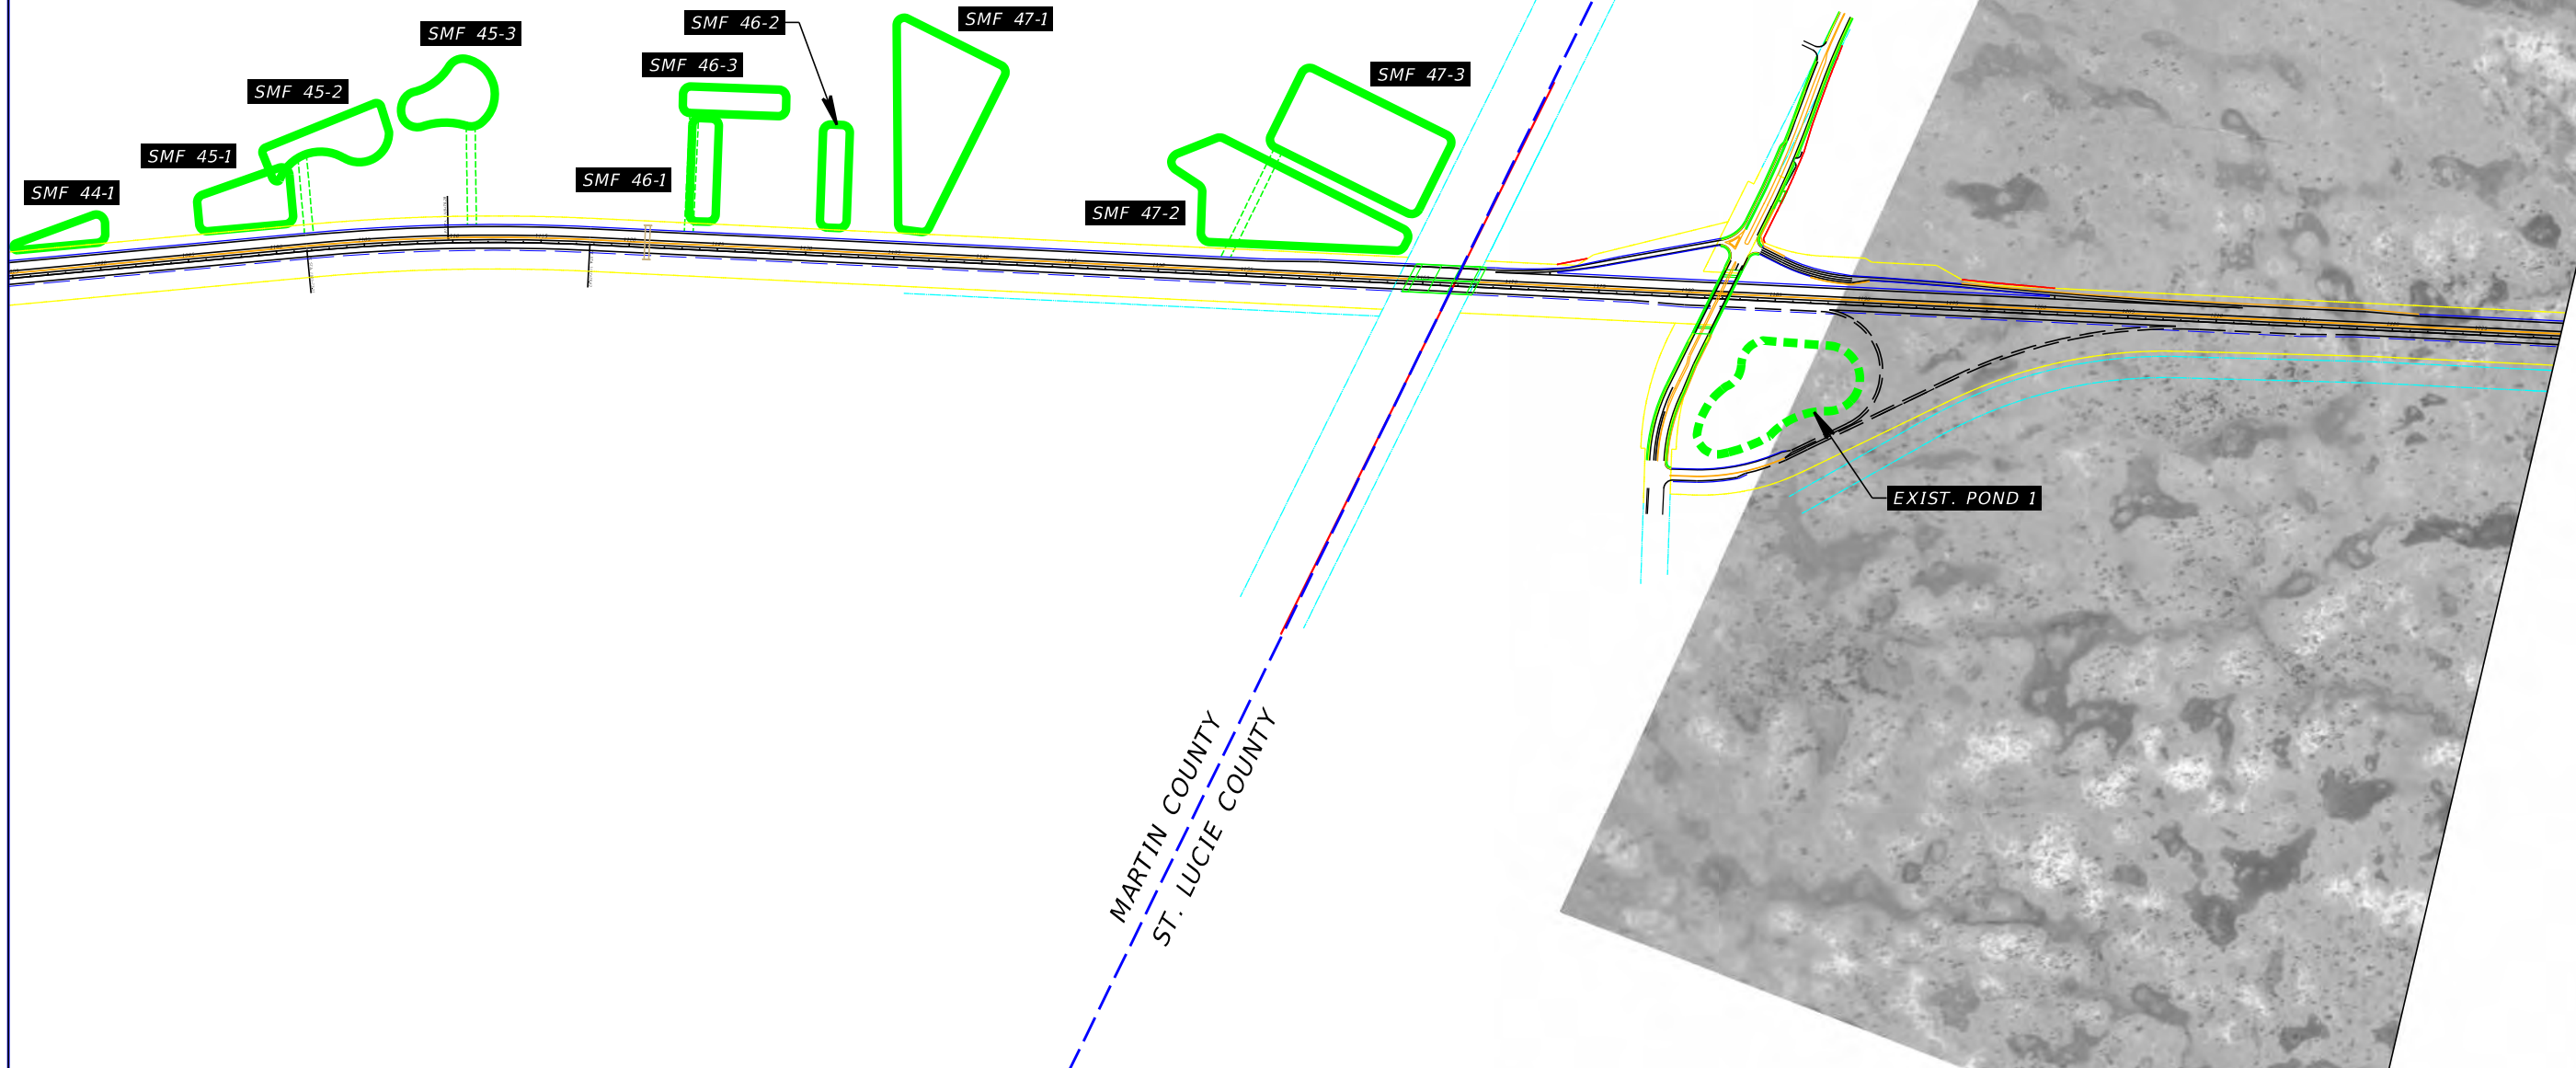 SMF 44-1
SMF 45-1
SMF 45-2
SMF 45-3
SMF 46-1
SMF 46-3
SMF 46-2
SMF 47-1
SMF 47-2
SMF 47-3
EXIST. POND 1
MARTIN COUNTY
ST. LUCIE COUNTY